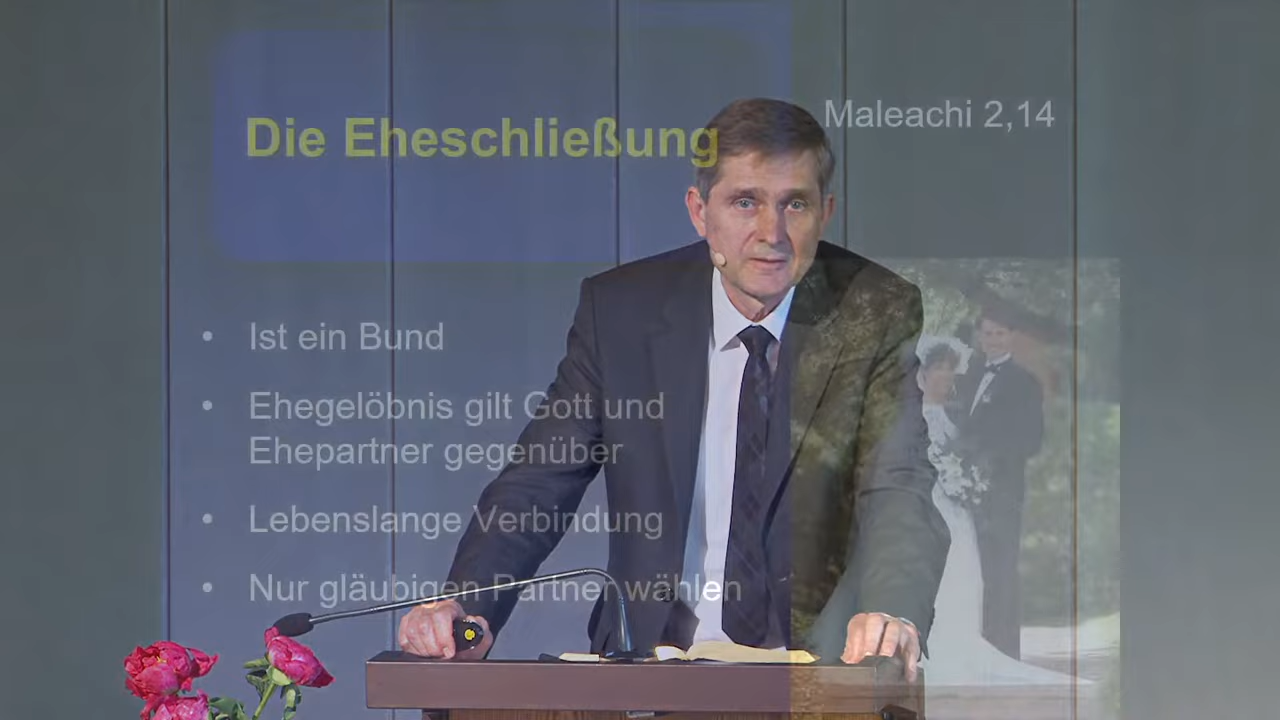 Die Eheschließung
Maleachi 2,14
• Ist ein Bund
• Ehegelöbnis gilt Gott und
Ehepartner gegenüber
• Lebenslange Verbindung
• Nur gläubigen Partner wählen